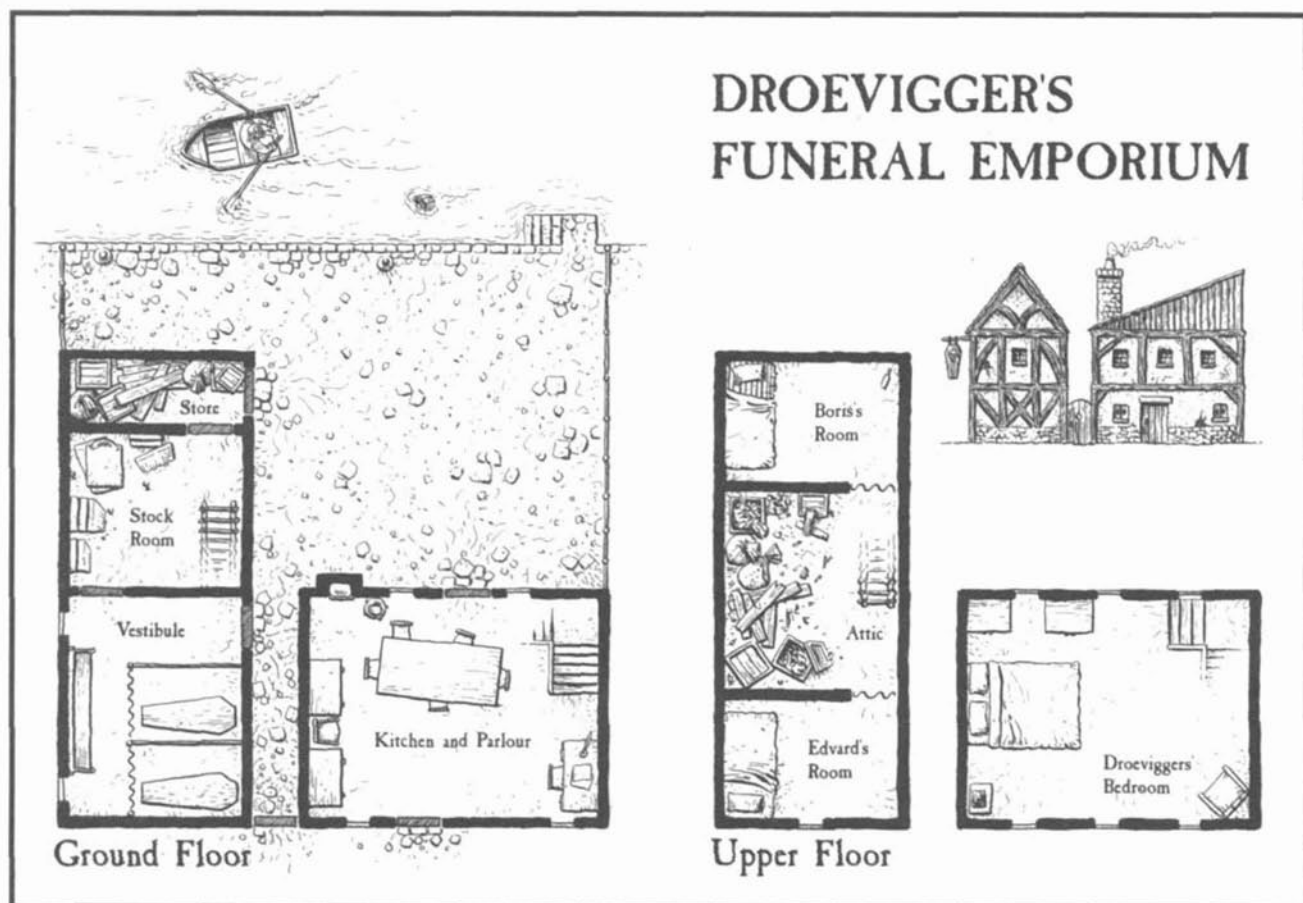 DROEVIGGER'S
FUNERAL EMPORIUM
Store
Stock
Room
Vestibule
Kitchen and Parlour
Ground Floor
Boris's
Room
Attic
Edvard's
Room
Droeviggers'
Bedroom
Upper Floor